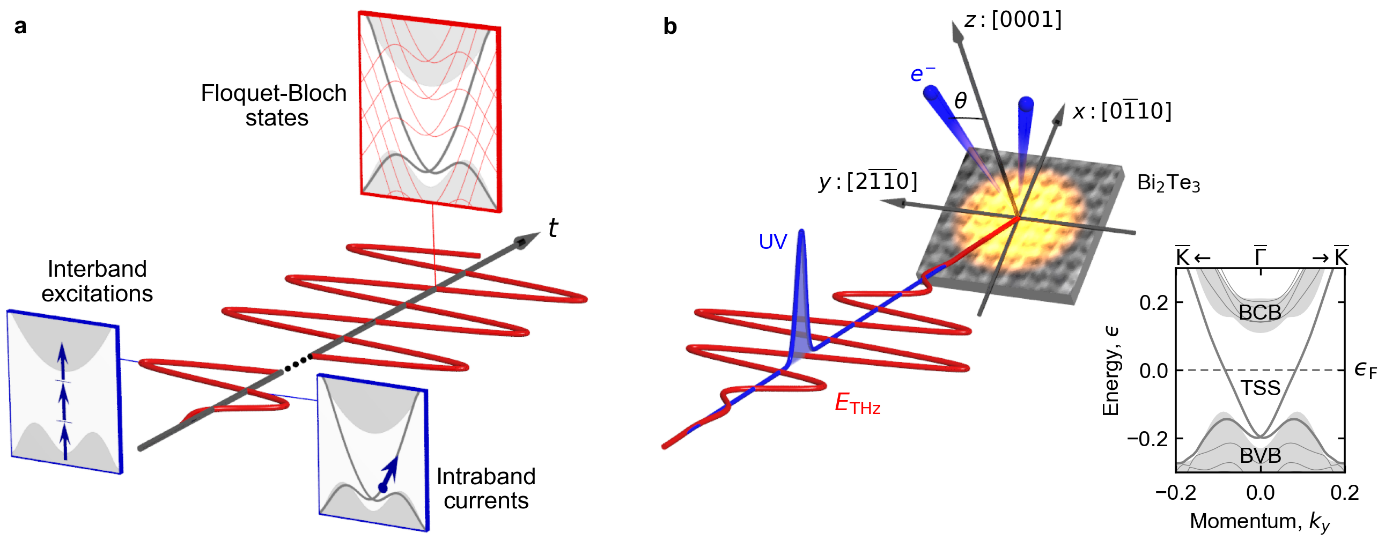 a
Floquet-Bloch
states
t
Interband
excitations
Intraband
currents
b
z : [0001]
e⁻
θ
x : [01̅10]
y : [21̅1̅0]
Bi₂Te₃
UV
E_THz
K̅ ← Γ̅ → K̅
0.2
BCB
0.0
TSS
ϵ_F
−0.2
BVB
Energy, ϵ
−0.2 0.0 0.2
Momentum, k_y